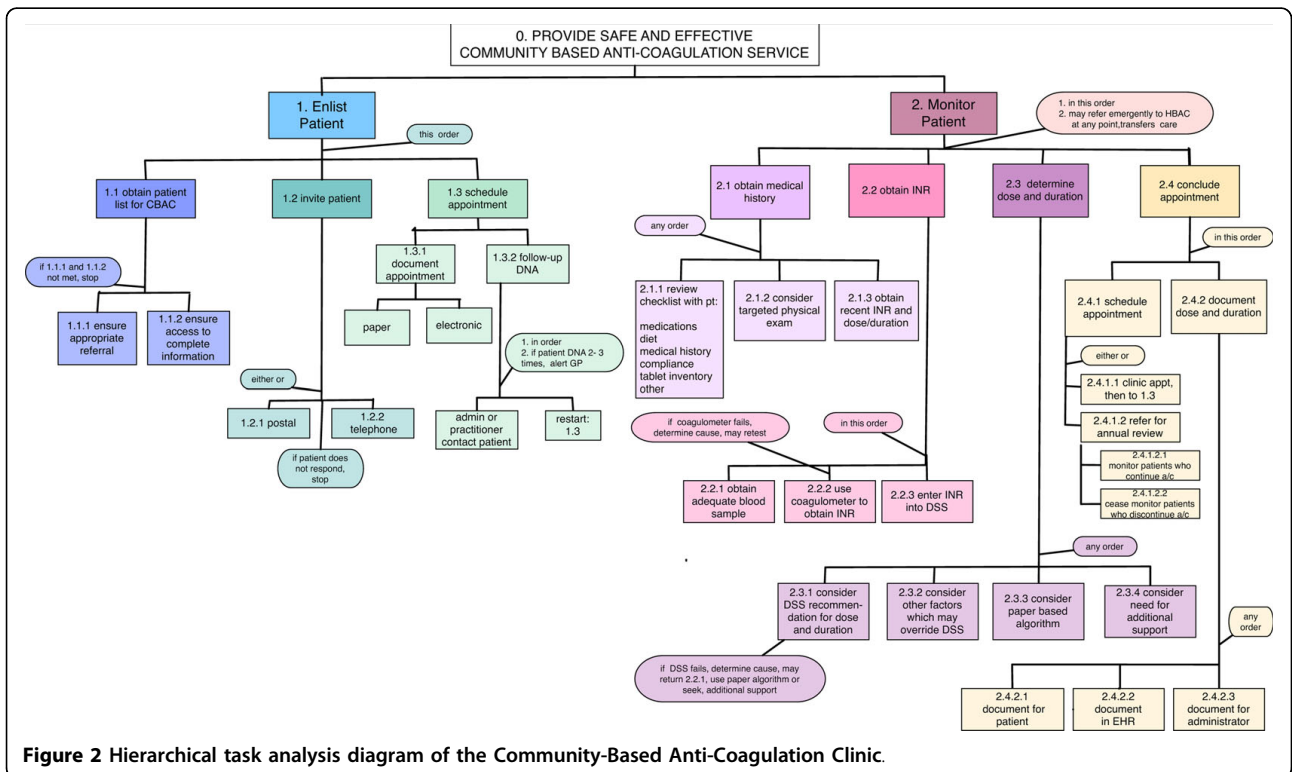 0. PROVIDE SAFE AND EFFECTIVE
COMMUNITY BASED ANTI-COAGULATION SERVICE
1. Enlist
Patient
2. Monitor
Patient
1. in this order
2. may refer emergently to HBAC
at any point,transfers care
this order
1.1 obtain patient
list for CBAC
1.2 invite patient
1.3 schedule
appointment
2.1 obtain medical
history
2.2 obtain INR
2.3 determine
dose and duration
2.4 conclude
appointment
any order
in this order
if 1.1.1 and 1.1.2
not met, stop
1.3.1
document
appointment
1.3.2 follow-up
DNA
1.1.1 ensure
appropriate
referral
1.1.2 ensure
access to
complete
information
paper
electronic
2.1.1 review
checklist with pt:
medications
diet
medical history
compliance
tablet inventory
other
2.1.2 consider
targeted physical
exam
2.1.3 obtain
recent INR and
dose/duration
2.4.1 schedule
appointment
2.4.2 document
dose and duration
1. in order
2. if patient DNA 2- 3
times, alert GP
either or
either or
2.4.1.1 clinic appt,
then to 1.3
1.2.1 postal
1.2.2
telephone
admin or
practitioner
contact patient
restart:
1.3
if patient does
not respond,
stop
if coagulometer fails,
determine cause, may retest
in this order
2.4.1.2 refer for
annual review
2.4.1.2.1
monitor patients who
continue a/c
2.4.1.2.2
cease monitor patients
who discontinue a/c
2.2.1 obtain
adequate blood
sample
2.2.2 use
coagulometer to
obtain INR
2.2.3 enter INR
into DSS
any order
2.3.1 consider
DSS recommen-
dation for dose
and duration
2.3.2 consider
other factors
which may
override DSS
2.3.3 consider
paper based
algorithm
2.3.4 consider
need for
additional
support
any
order
if DSS fails, determine cause, may
return 2.2.1, use paper algorithm or
seek, additional support
2.4.2.1
document for
patient
2.4.2.2
document
in EHR
2.4.2.3
document for
administrator
Figure 2 Hierarchical task analysis diagram of the Community-Based Anti-Coagulation Clinic.